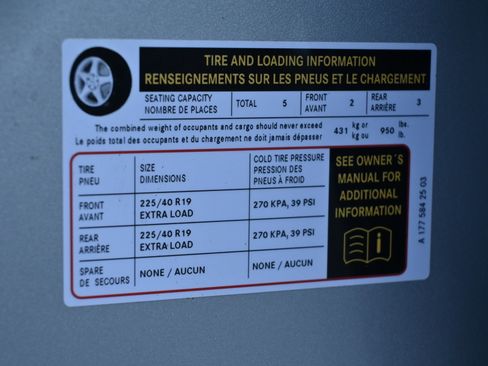 TIRE AND LOADING INFORMATION
RENSEIGNEMENTS SUR LES PNEUS ET LE CHARGEMENT
SEATING CAPACITY TOTAL 5 FRONT 2 REAR 3
NOMBRE DE PLACES AVANT ARRIÈRE
The combined weight of occupants and cargo should never exceed 431 kg or 950 lbs.
Le poids total des occupants et du chargement ne doit jamais dépasser kg ou lb.
TIRE SIZE COLD TIRE PRESSURE
PNEU DIMENSIONS PRESSION DES
PNEUS À FROID
FRONT 225/40 R19 270 KPA, 39 PSI
AVANT EXTRA LOAD
REAR 225/40 R19 270 KPA, 39 PSI
ARRIÈRE EXTRA LOAD
SPARE NONE / AUCUN NONE / AUCUN
DE SECOURS
SEE OWNER´S
MANUAL FOR
ADDITIONAL
INFORMATION
A 177 584 25 03